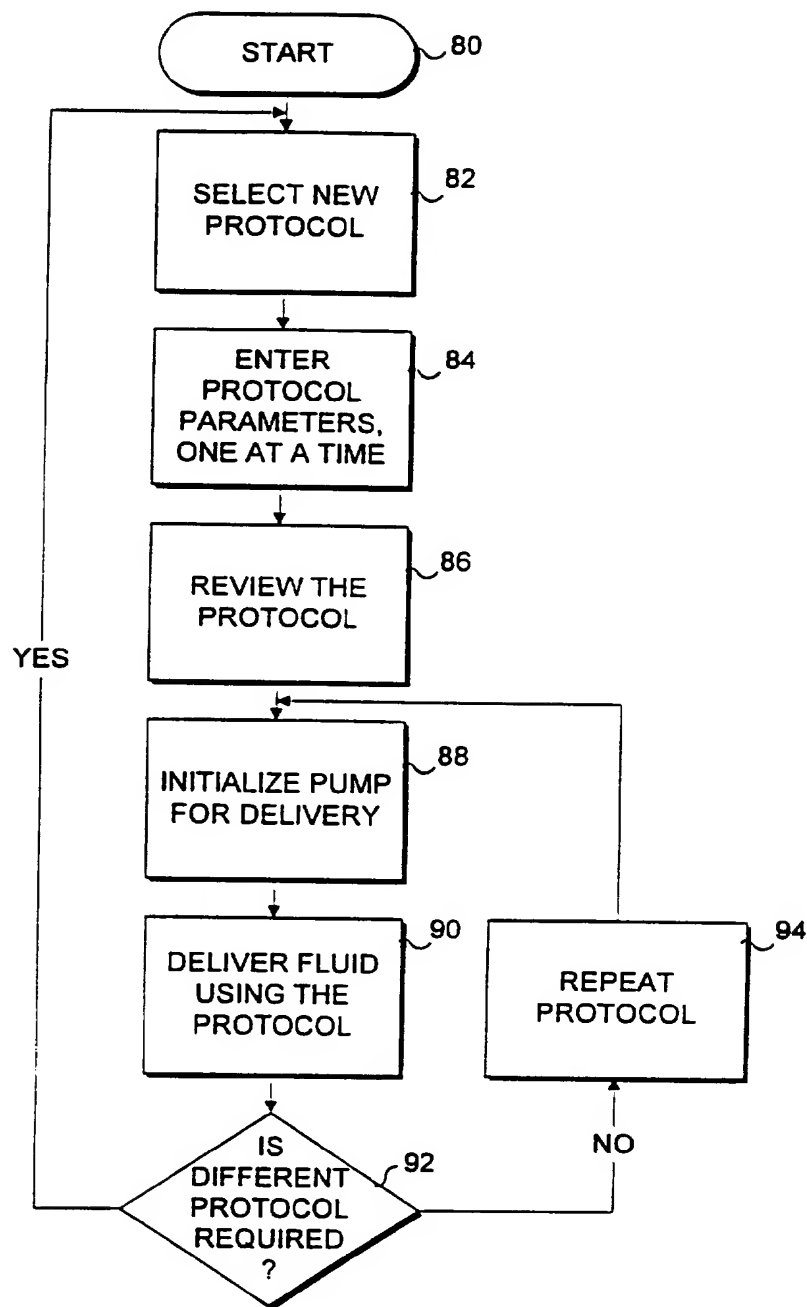 START
80
SELECT NEW
PROTOCOL
82
ENTER
PROTOCOL
PARAMETERS,
ONE AT A TIME
84
REVIEW THE
PROTOCOL
86
YES
INITIALIZE PUMP
FOR DELIVERY
88
DELIVER FLUID
USING THE
PROTOCOL
90
REPEAT
PROTOCOL
94
IS
DIFFERENT
PROTOCOL
REQUIRED
?
92
NO